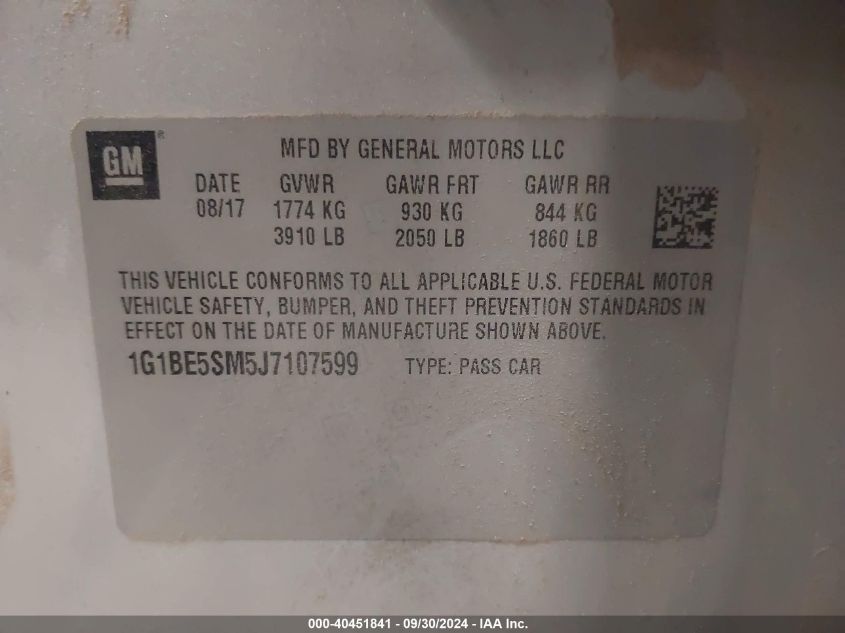 GM ®
MFD BY GENERAL MOTORS LLC
DATE GVWR GAWR FRT GAWR RR
08/17 1774 KG 930 KG 844 KG
3910 LB 2050 LB 1860 LB
THIS VEHICLE CONFORMS TO ALL APPLICABLE U.S. FEDERAL MOTOR
VEHICLE SAFETY, BUMPER, AND THEFT PREVENTION STANDARDS IN
EFFECT ON THE DATE OF MANUFACTURE SHOWN ABOVE.
1G1BE5SM5J7107599 TYPE: PASS CAR
000-40451841 - 09/30/2024 - IAA Inc.